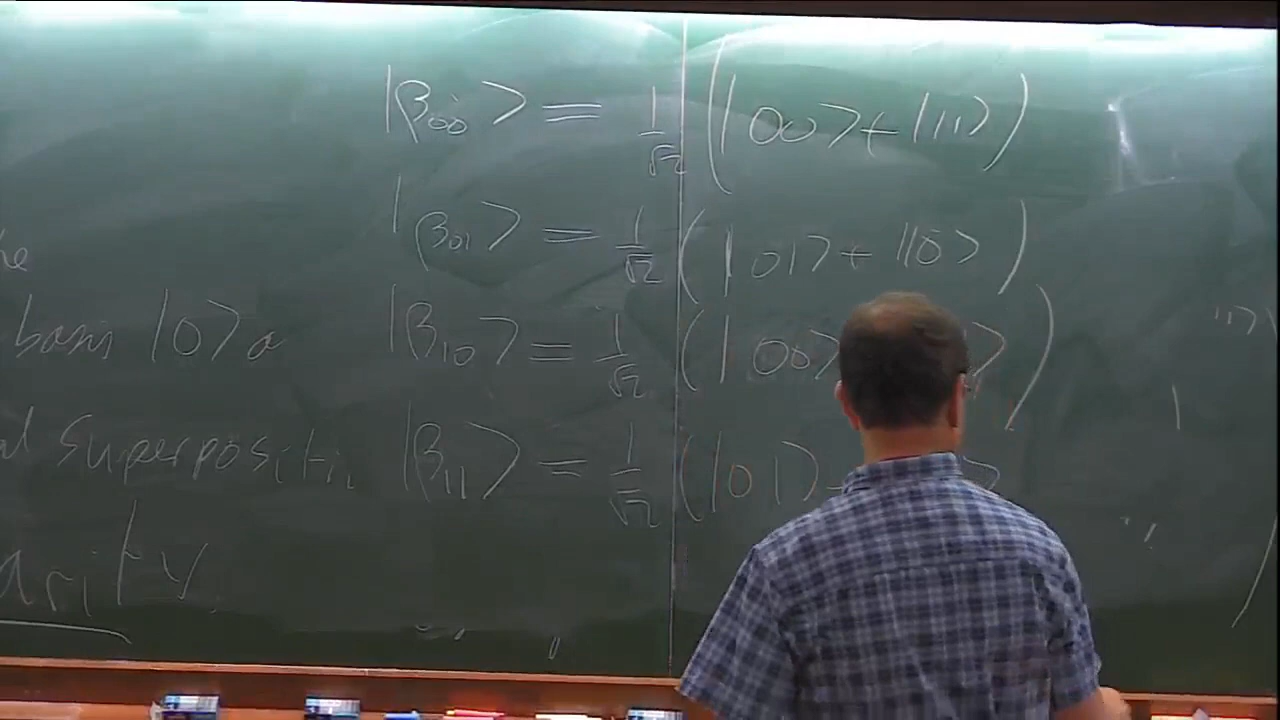 |β00> = 1/√2 (|00> + |11>)
|β01> = 1/√2 (|01> + |10>)
|β10> = 1/√2 (|00> >)
|β11> = 1/√2 (|01> - >)
he
basis |0> a
superpositi
arity